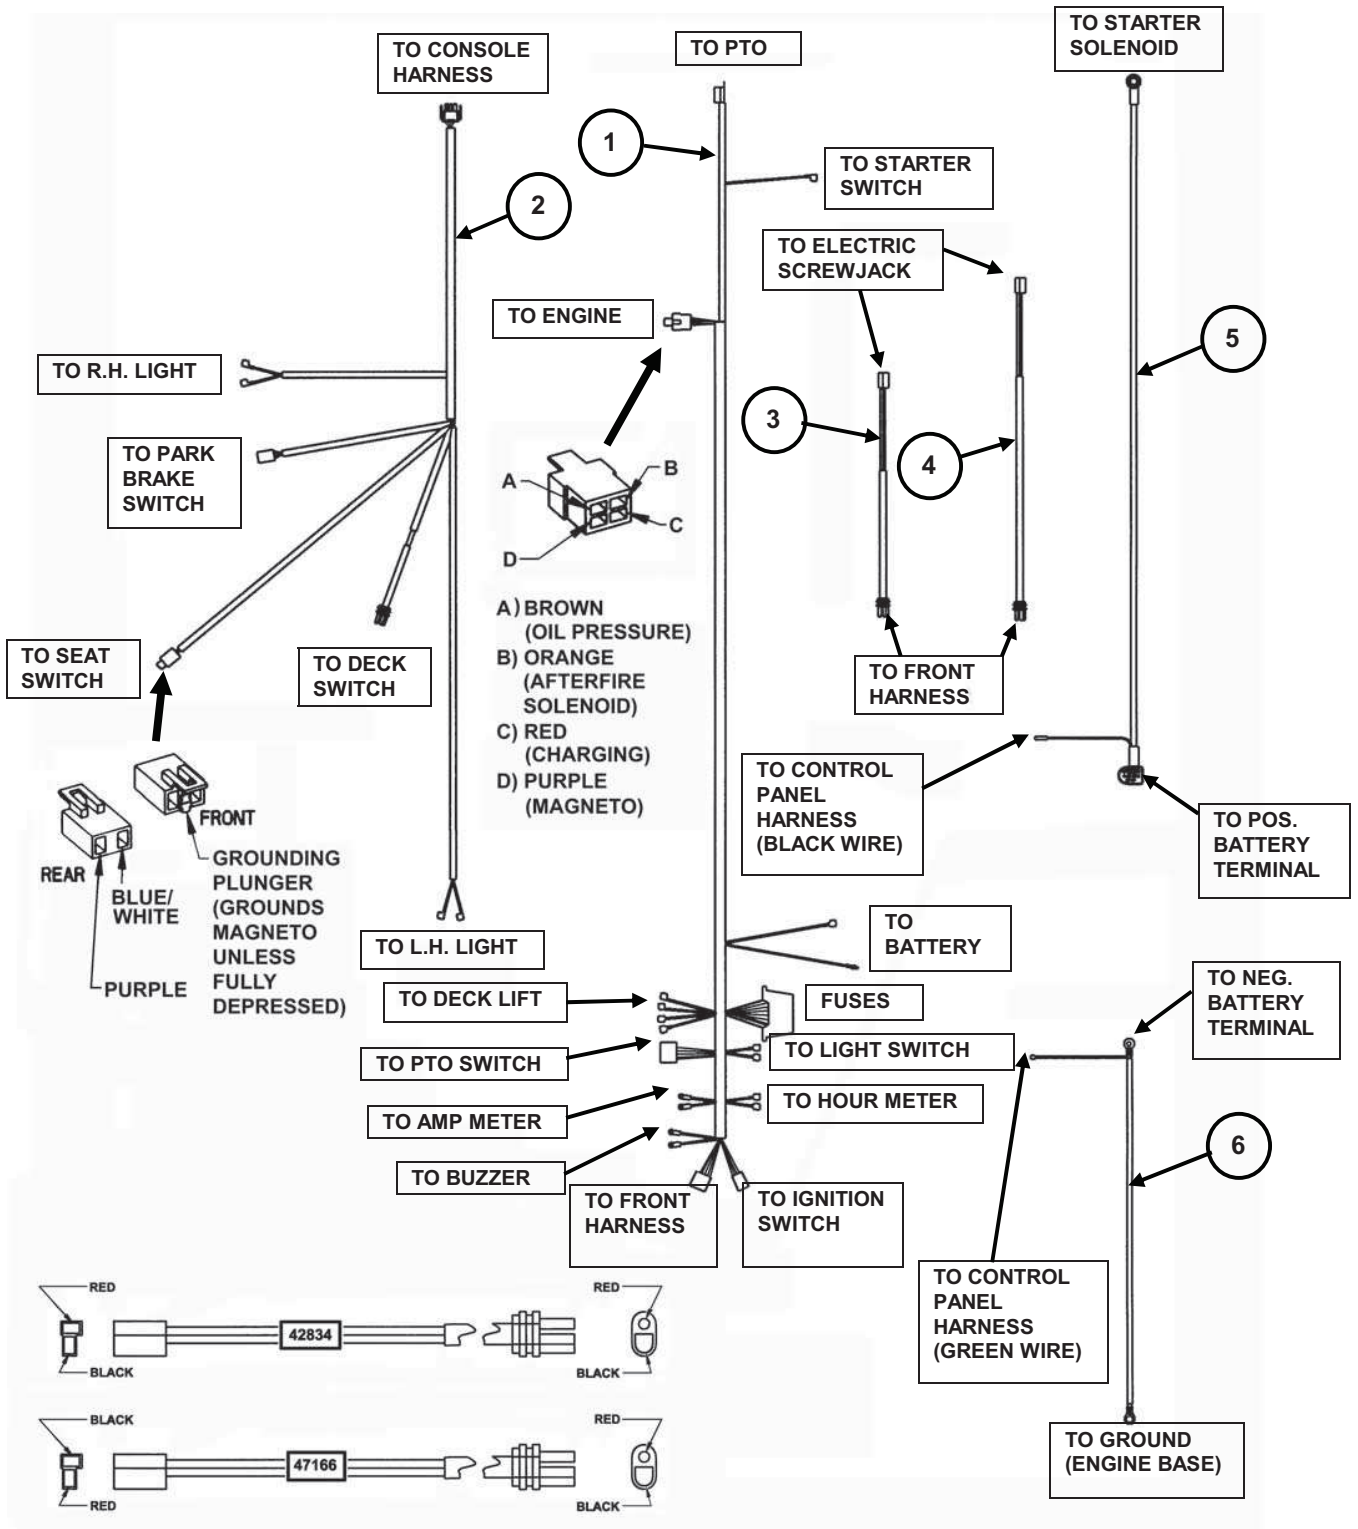 TO CONSOLE
HARNESS
TO PTO
TO STARTER
SOLENOID
1
TO STARTER
SWITCH
2
TO ELECTRIC
SCREWJACK
TO ENGINE
5
TO R.H. LIGHT
3
4
TO PARK
BRAKE
SWITCH
A
B
C
D
A) BROWN
(OIL PRESSURE)
B) ORANGE
(AFTERFIRE
SOLENOID)
C) RED
(CHARGING)
D) PURPLE
(MAGNETO)
TO SEAT
SWITCH
TO DECK
SWITCH
TO FRONT
HARNESS
TO CONTROL
PANEL
HARNESS
(BLACK WIRE)
TO POS.
BATTERY
TERMINAL
FRONT
REAR
BLUE/
WHITE
PURPLE
GROUNDING
PLUNGER
(GROUNDS
MAGNETO
UNLESS
FULLY
DEPRESSED)
TO L.H. LIGHT
TO
BATTERY
TO DECK LIFT
FUSES
TO NEG.
BATTERY
TERMINAL
TO PTO SWITCH
TO LIGHT SWITCH
TO AMP METER
TO HOUR METER
6
TO BUZZER
TO FRONT
HARNESS
TO IGNITION
SWITCH
TO CONTROL
PANEL
HARNESS
(GREEN WIRE)
RED
RED
42834
BLACK
BLACK
BLACK
RED
47166
RED
BLACK
TO GROUND
(ENGINE BASE)